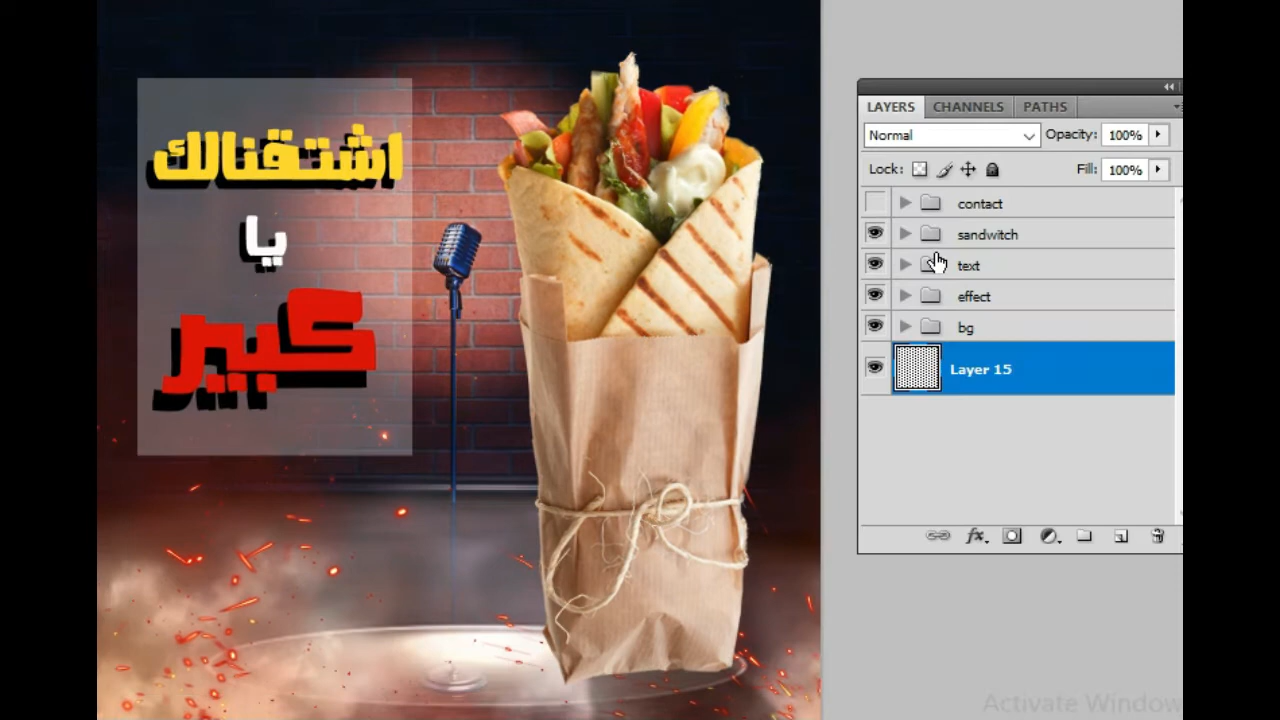 اشتقنالك
يا
كبير
LAYERS CHANNELS PATHS
Normal Opacity: 100%
Lock: Fill: 100%
contact
sandwitch
text
effect
bg
Layer 15
fx
Activate Window